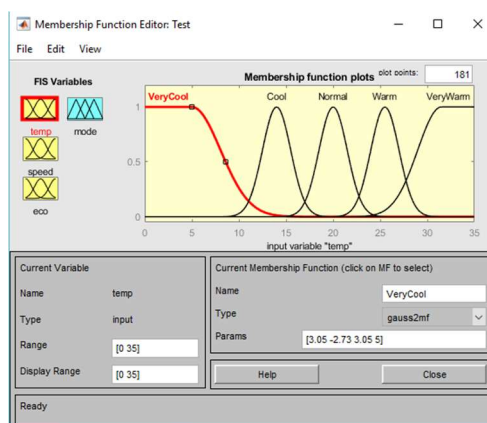 Membership Function Editor: Test
File Edit View
FIS Variables
temp
mode
speed
eco
Membership function plots
plot points:
181
VeryCool Cool Normal Warm VeryWarm
1
0.5
0
0 5 10 15 20 25 30 35
input variable "temp"
Current Variable
Name temp
Type input
Range [0 35]
Display Range [0 35]
Current Membership Function (click on MF to select)
Name VeryCool
Type gauss2mf
Params [3.05 -2.73 3.05 5]
Help Close
Ready